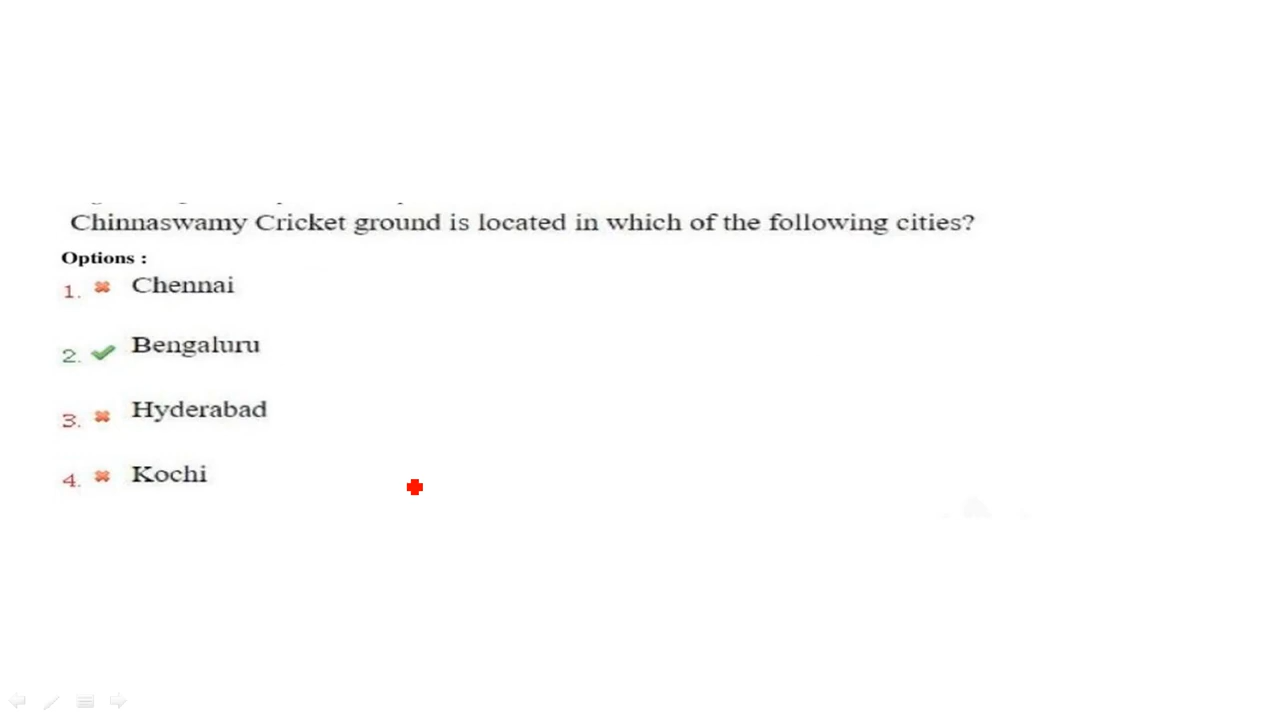 Chinnaswamy Cricket ground is located in which of the following cities?
Options :
1. Chennai
2. Bengaluru
3. Hyderabad
4. Kochi